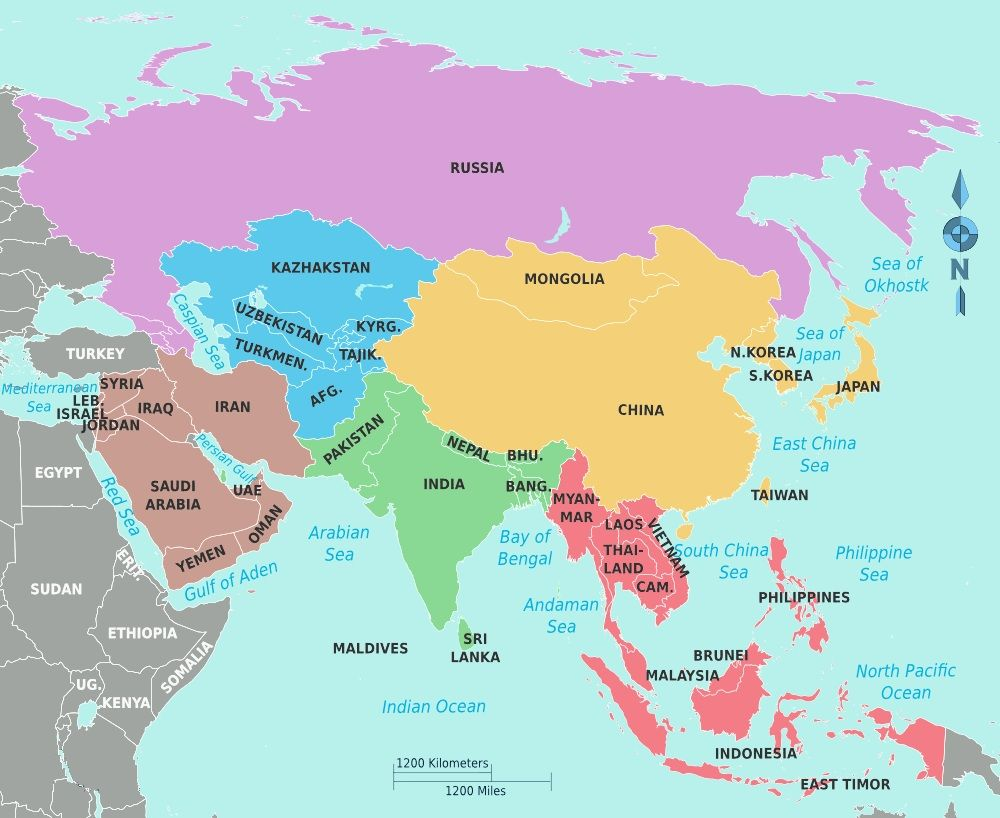 RUSSIA
N
Sea of
Okhostk
KAZHAKSTAN
MONGOLIA
Caspian Sea
UZBEKISTAN
KYRG.
TURKMEN.
TAJIK.
AFG.
N.KOREA
Sea of
Japan
S.KOREA
JAPAN
TURKEY
Mediterranean
Sea
SYRIA
LEB.
ISRAEL
JORDAN
IRAQ
IRAN
PAKISTAN
CHINA
East China
Sea
NEPAL
BHU.
EGYPT
Red Sea
Persian Gulf
SAUDI
ARABIA
UAE
OMAN
YEMEN
Gulf of Aden
INDIA
BANG.
MYAN-
MAR
TAIWAN
Arabian
Sea
Bay of
Bengal
LAOS
VIETNAM
THAI-
LAND
CAM.
South China
Sea
Philippine
Sea
SUDAN
ERIT.
ETHIOPIA
SOMALIA
UG.
KENYA
Andaman
Sea
PHILIPPINES
MALDIVES
SRI
LANKA
BRUNEI
MALAYSIA
North Pacific
Ocean
Indian Ocean
INDONESIA
EAST TIMOR
1200 Kilometers
1200 Miles